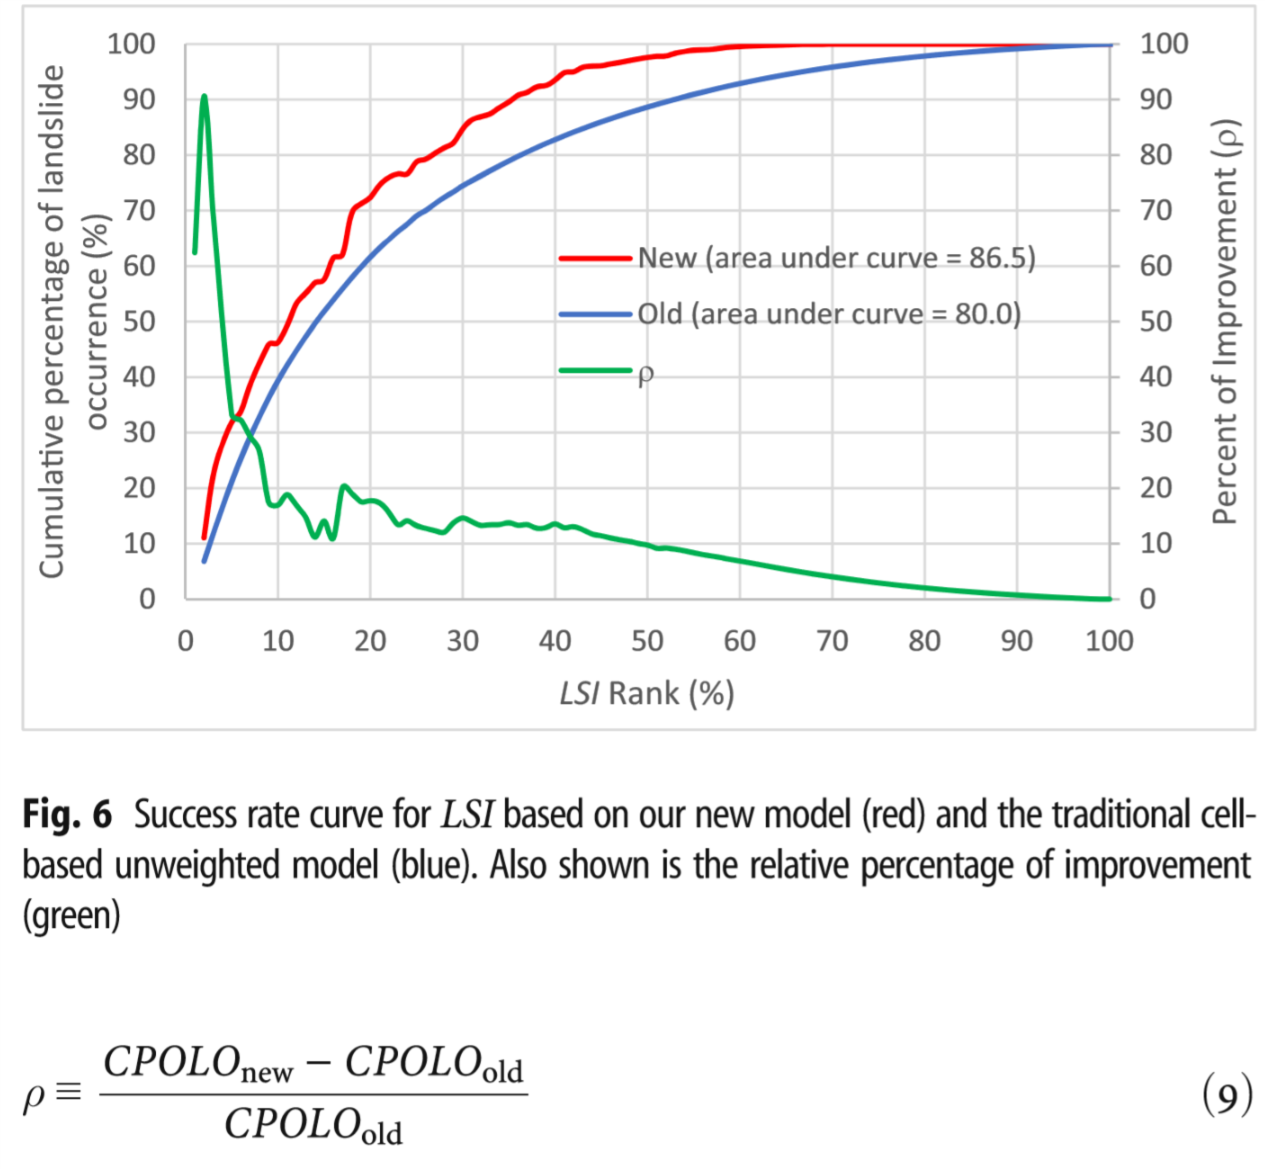 Cumulative percentage of landslide
occurrence (%)
100
90
80
70
60
50
40
30
20
10
0
0 10 20 30 40 50 60 70 80 90 100
LSI Rank (%)
New (area under curve = 86.5)
Old (area under curve = 80.0)
ρ
100
90
80
70
60
50
40
30
20
10
0
Percent of Improvement (ρ)
Fig. 6 Success rate curve for LSI based on our new model (red) and the traditional cell-
based unweighted model (blue). Also shown is the relative percentage of improvement
(green)
ρ ≡ (CPOLOnew − CPOLOold) / CPOLOold (9)